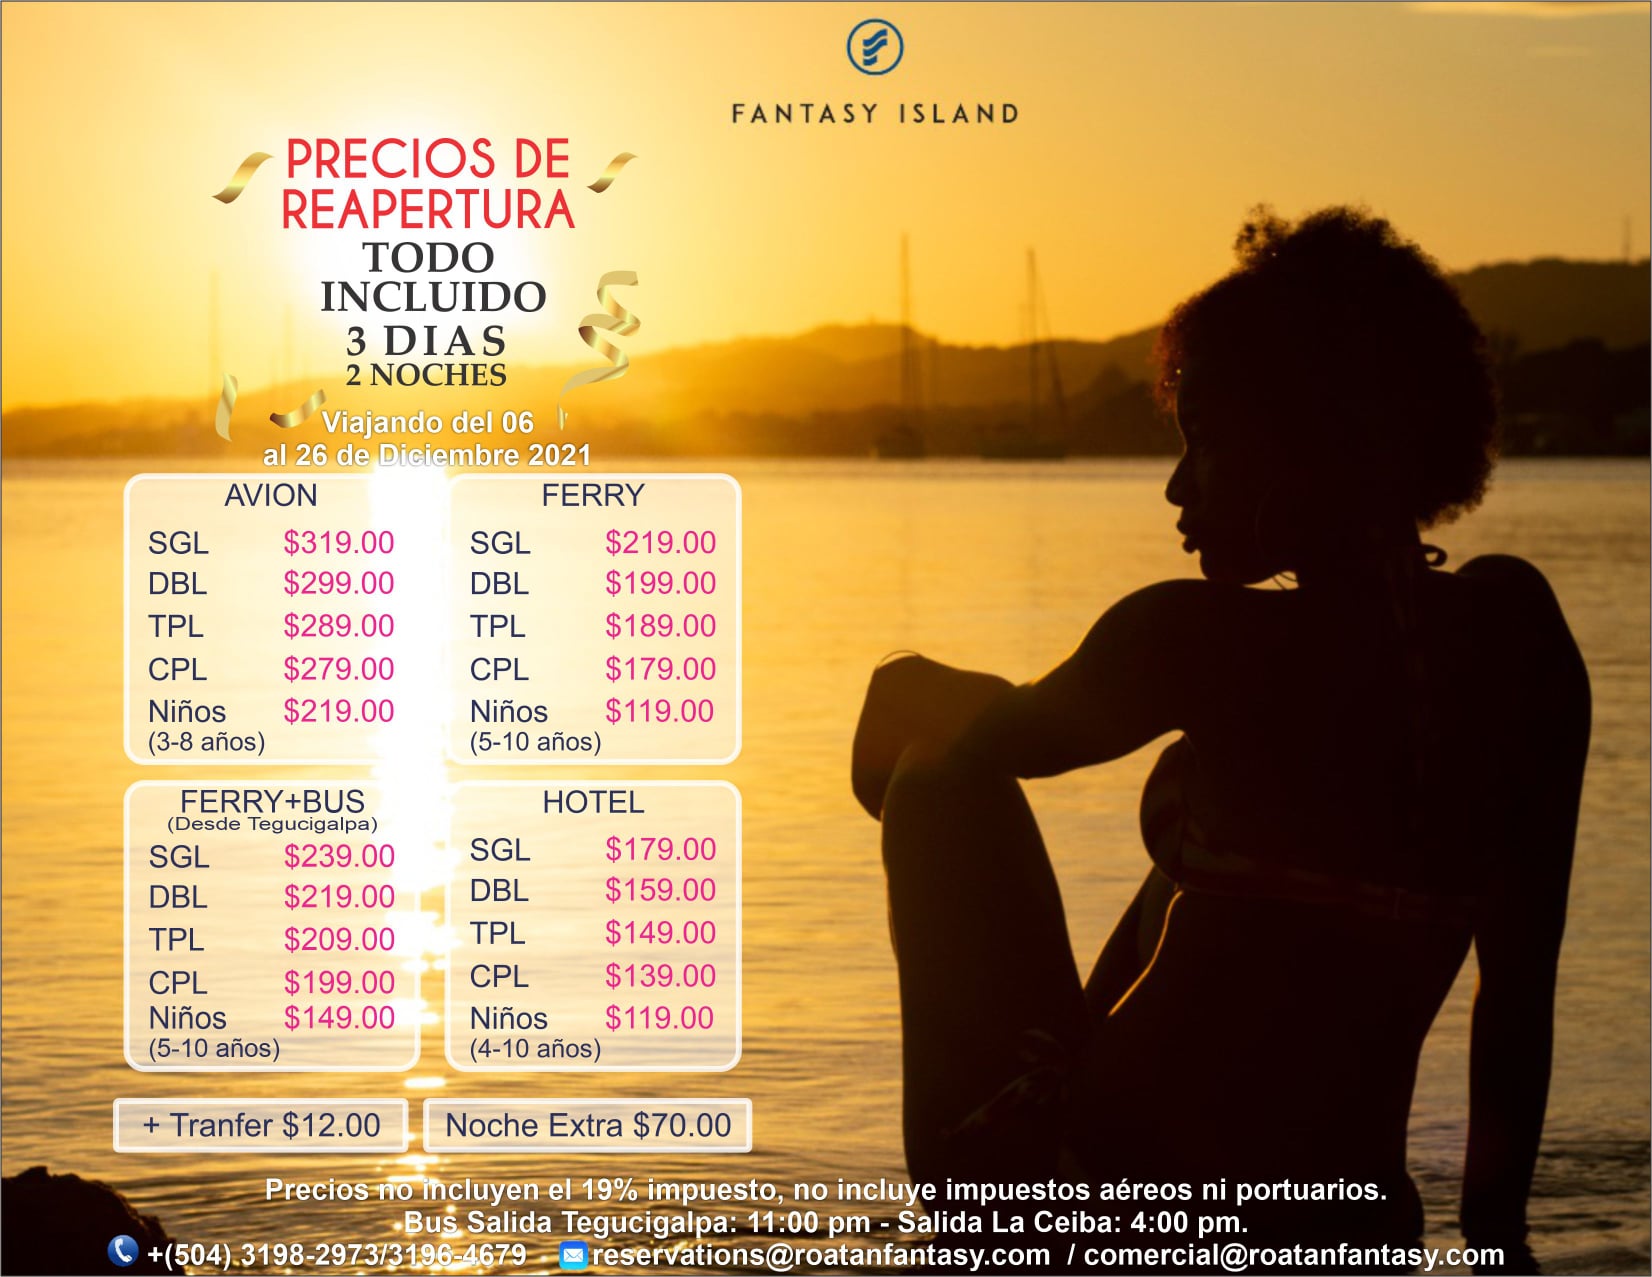 FANTASY ISLAND
PRECIOS DE
REAPERTURA
TODO
INCLUIDO
3 DIAS
2 NOCHES
Viajando del 06
al 26 de Diciembre 2021
AVION
SGL $319.00
DBL $299.00
TPL $289.00
CPL $279.00
Niños $219.00
(3-8 años)
FERRY
SGL $219.00
DBL $199.00
TPL $189.00
CPL $179.00
Niños $119.00
(5-10 años)
FERRY+BUS
(Desde Tegucigalpa)
SGL $239.00
DBL $219.00
TPL $209.00
CPL $199.00
Niños $149.00
(5-10 años)
HOTEL
SGL $179.00
DBL $159.00
TPL $149.00
CPL $139.00
Niños $119.00
(4-10 años)
+ Tranfer $12.00
Noche Extra $70.00
Precios no incluyen el 19% impuesto, no incluye impuestos aéreos ni portuarios.
Bus Salida Tegucigalpa: 11:00 pm - Salida La Ceiba: 4:00 pm.
+(504) 3198-2973/3196-4679 reservations@roatanfantasy.com / comercial@roatanfantasy.com